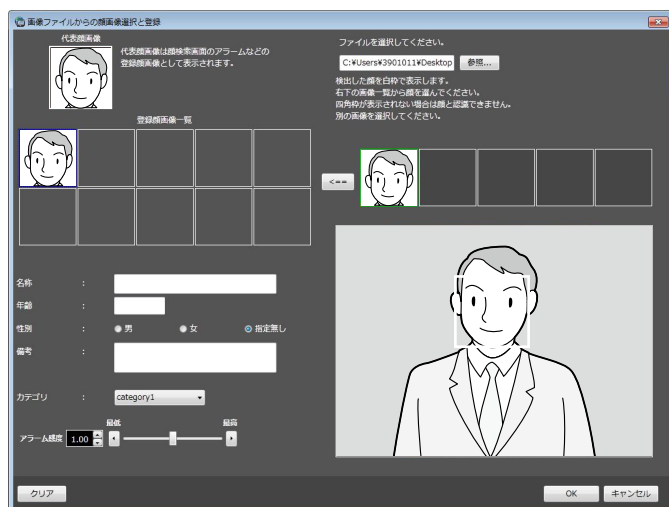 画像ファイルからの顔画像選択と登録
代表顔画像
代表顔画像は顔検索画面のアラームなどの
登録顔画像として表示されます。
登録顔画像一覧
ファイルを選択してください。
C:¥Users¥3901011¥Desktop
参照...
検出した顔を白枠で表示します。
右下の画像一覧から顔を選んでください。
四角枠が表示されない場合は顔と認識できません。
別の画像を選択してください。
<==
名称 :
年齢 :
性別 : 男 女 指定無し
備考 :
カテゴリ : category1
最低 最高
アラーム感度 1.00
クリア
OK キャンセル